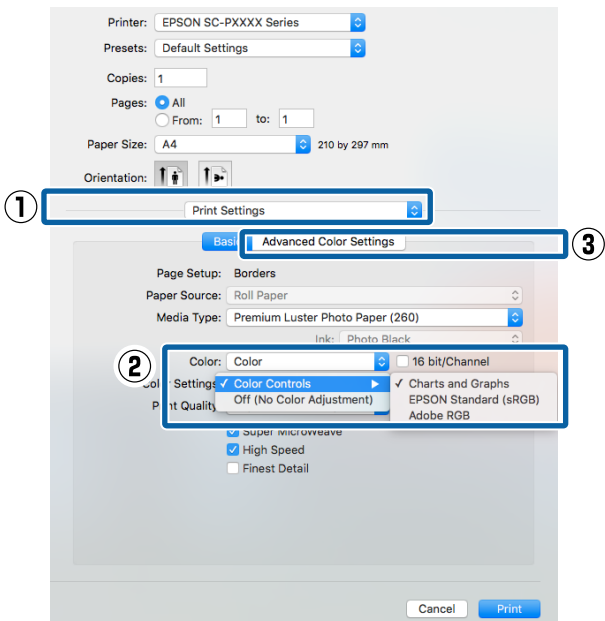 Printer: EPSON SC-PXXXX Series
Presets: Default Settings
Copies: 1
Pages: All
From: 1 to: 1
Paper Size: A4 210 by 297 mm
Orientation:
① Print Settings
Basic Advanced Color Settings ③
Page Setup: Borders
Paper Source: Roll Paper
Media Type: Premium Luster Photo Paper (260)
Ink: Photo Black
② Color: Color 16 bit/Channel
Color Settings ✓ Color Controls ▶ ✓ Charts and Graphs
Off (No Color Adjustment) EPSON Standard (sRGB)
Print Quality Adobe RGB
Super MicroWeave
High Speed
Finest Detail
Cancel Print